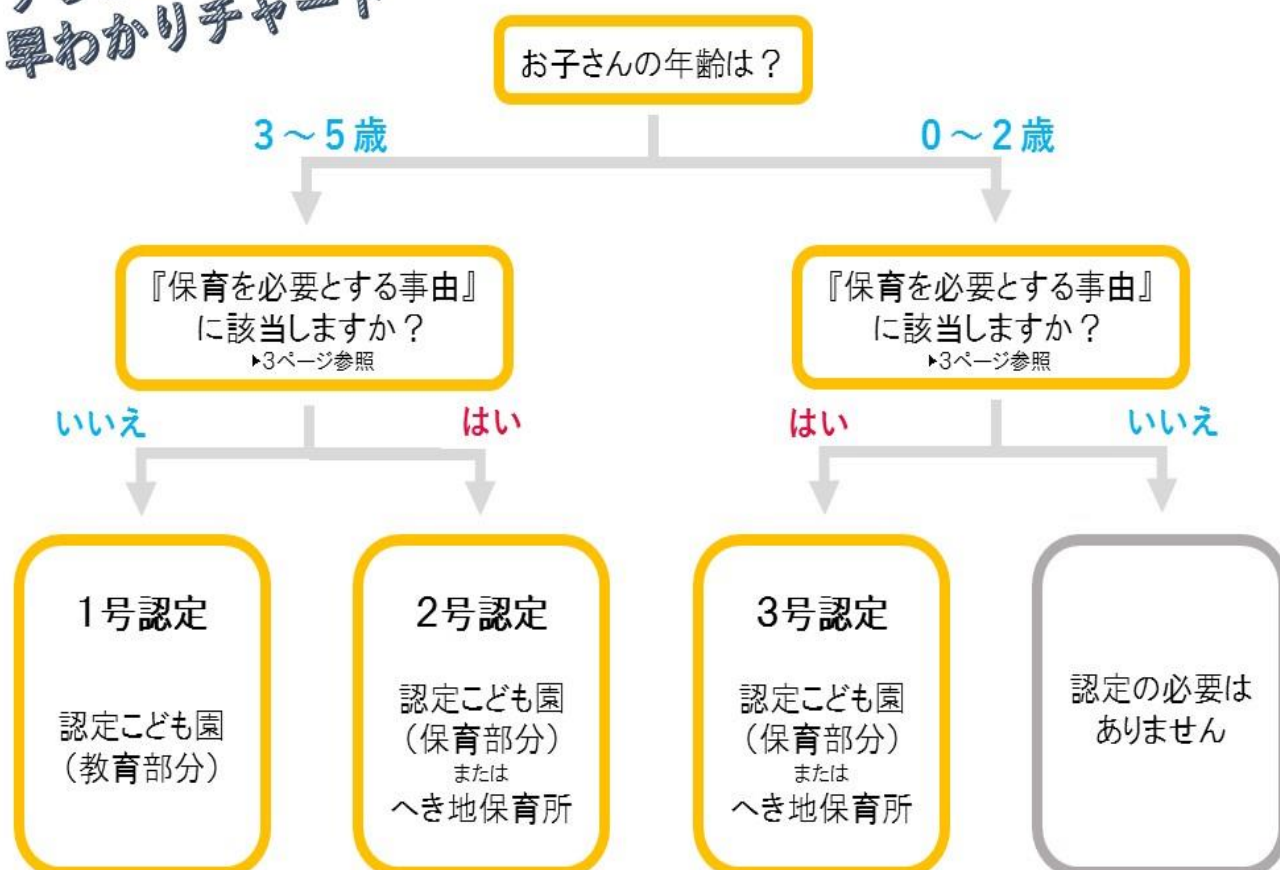 早わかりチャート
お子さんの年齢は？
3～5歳
0～2歳
『保育を必要とする事由』
に該当しますか？
▶3ページ参照
『保育を必要とする事由』
に該当しますか？
▶3ページ参照
いいえ
はい
はい
いいえ
1号認定
認定こども園
（教育部分）
2号認定
認定こども園
（保育部分）
または
へき地保育所
3号認定
認定こども園
（保育部分）
または
へき地保育所
認定の必要は
ありません